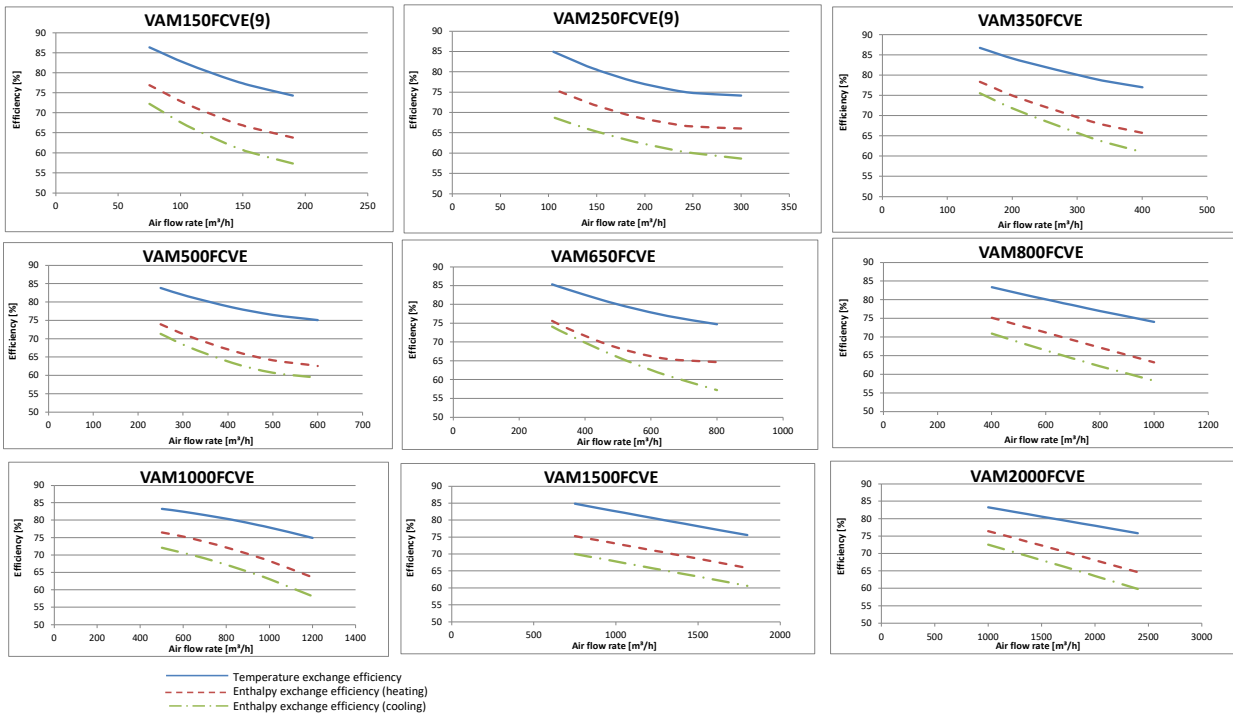 VAM150FCVE(9)
Efficiency [%]
90
85
80
75
70
65
60
55
50
0 50 100 150 200 250
Air flow rate [m³/h]
VAM250FCVE(9)
Efficiency [%]
90
85
80
75
70
65
60
55
50
0 50 100 150 200 250 300 350
Air flow rate [m³/h]
VAM350FCVE
Efficiency [%]
90
85
80
75
70
65
60
55
50
0 100 200 300 400 500
Air flow rate [m³/h]
VAM500FCVE
Efficiency [%]
90
85
80
75
70
65
60
55
50
0 100 200 300 400 500 600 700
Air flow rate [m³/h]
VAM650FCVE
Efficiency [%]
90
85
80
75
70
65
60
55
50
0 200 400 600 800 1000
Air flow rate [m³/h]
VAM800FCVE
Efficiency [%]
90
85
80
75
70
65
60
55
50
0 200 400 600 800 1000 1200
Air flow rate [m³/h]
VAM1000FCVE
Efficiency [%]
90
85
80
75
70
65
60
55
50
0 200 400 600 800 1000 1200 1400
Air flow rate [m³/h]
VAM1500FCVE
Efficiency [%]
90
85
80
75
70
65
60
55
50
0 500 1000 1500 2000
Air flow rate [m³/h]
VAM2000FCVE
Efficiency [%]
90
85
80
75
70
65
60
55
50
0 500 1000 1500 2000 2500 3000
Air flow rate [m³/h]
Temperature exchange efficiency
Enthalpy exchange efficiency (heating)
Enthalpy exchange efficiency (cooling)